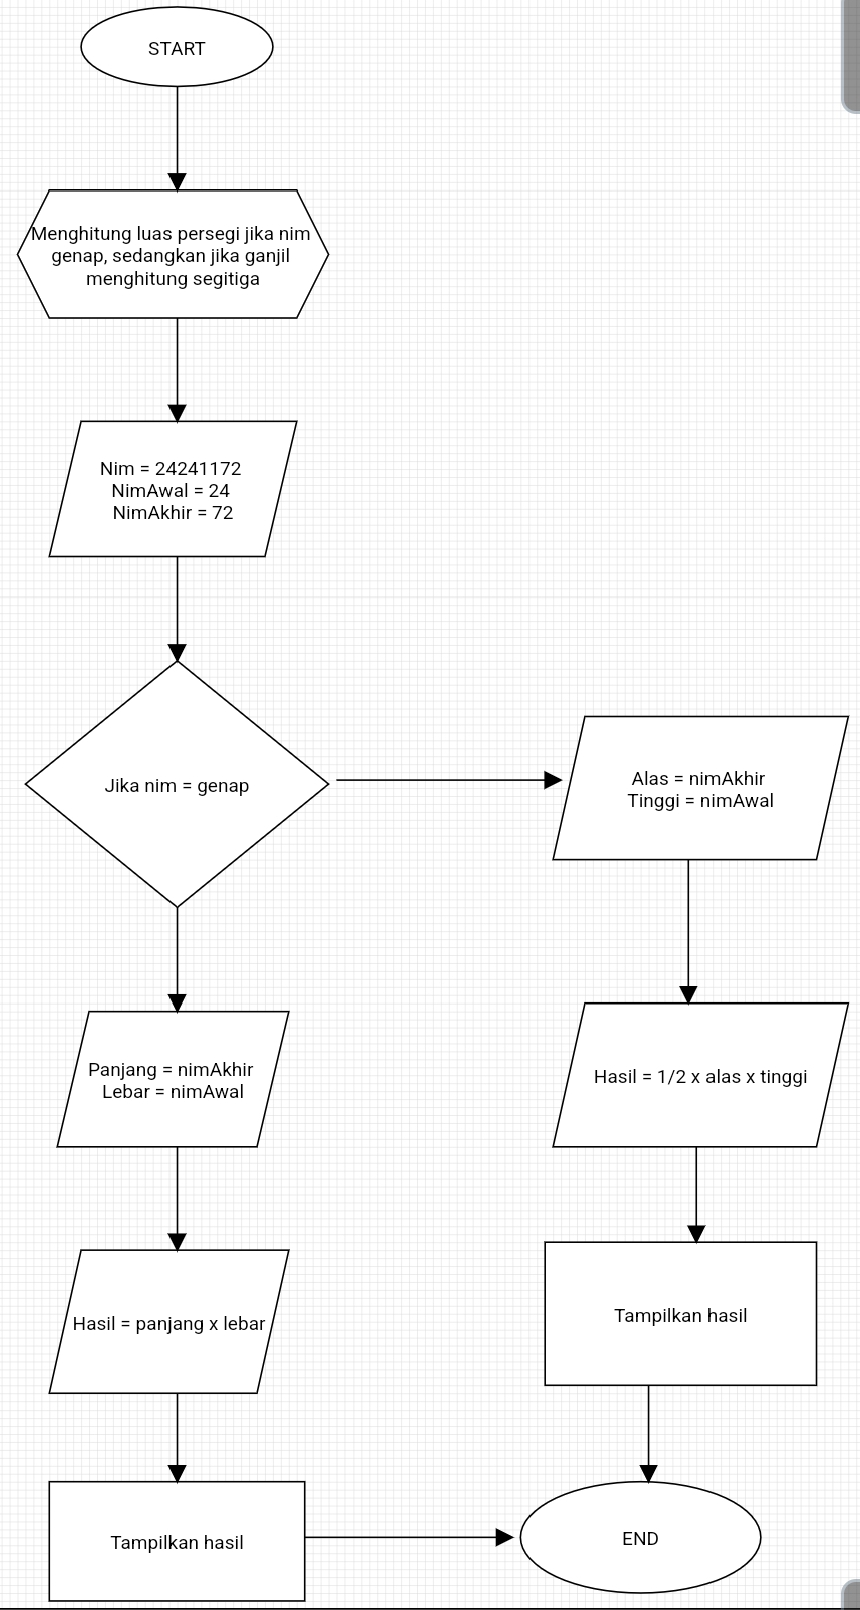 START
Menghitung luas persegi jika nim
genap, sedangkan jika ganjil
menghitung segitiga
Nim = 24241172
NimAwal = 24
NimAkhir = 72
Jika nim = genap
Alas = nimAkhir
Tinggi = nimAwal
Panjang = nimAkhir
Lebar = nimAwal
Hasil = 1/2 x alas x tinggi
Hasil = panjang x lebar
Tampilkan hasil
Tampilkan hasil
END